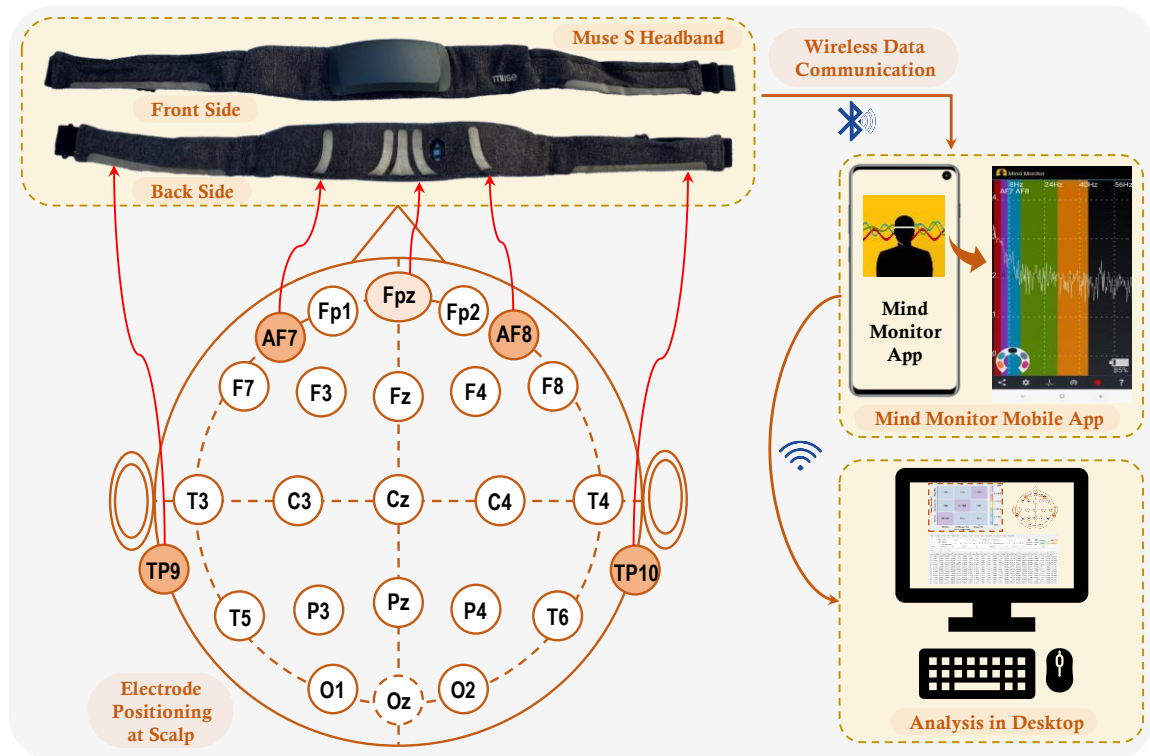 Muse S Headband
muse
Front Side
Back Side
Wireless Data
Communication
Mind Monitor
8Hz 24Hz 40Hz 56Hz
AF7 AF8
Mind
Monitor
App
85%
Mind Monitor Mobile App
Fp1 Fpz Fp2
AF7 AF8
F7 F3 Fz F4 F8
T3 C3 Cz C4 T4
TP9 TP10
T5 P3 Pz P4 T6
O1 Oz O2
Electrode
Positioning
at Scalp
Analysis in Desktop